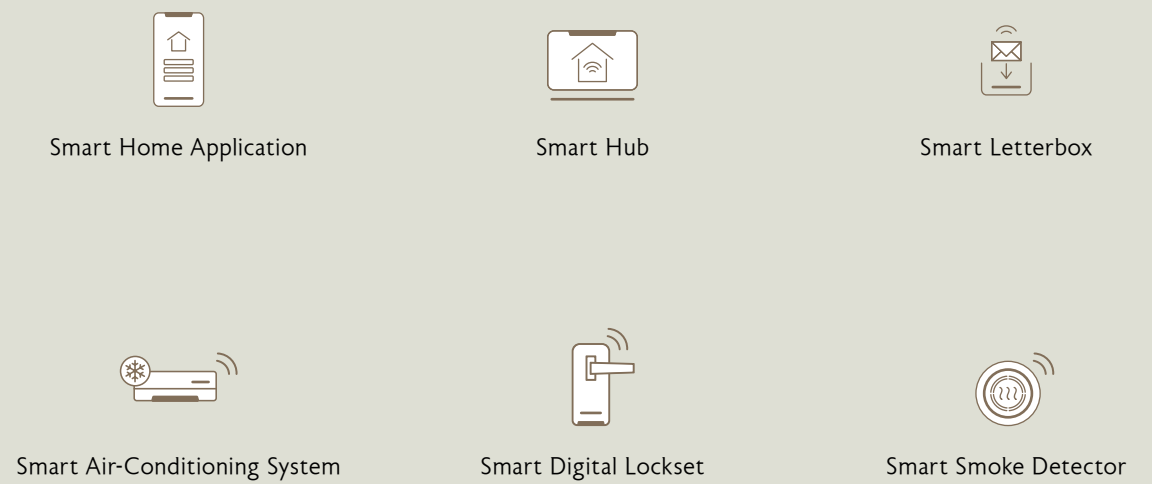 Smart Home Application
Smart Hub
Smart Letterbox
Smart Air-Conditioning System
Smart Digital Lockset
Smart Smoke Detector